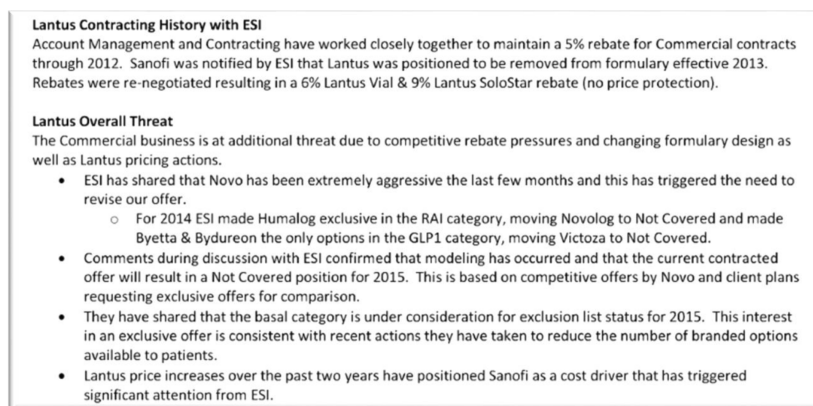 Lantus Contracting History with ESI
Account Management and Contracting have worked closely together to maintain a 5% rebate for Commercial contracts
through 2012. Sanofi was notified by ESI that Lantus was positioned to be removed from formulary effective 2013.
Rebates were re-negotiated resulting in a 6% Lantus Vial & 9% Lantus SoloStar rebate (no price protection).
Lantus Overall Threat
The Commercial business is at additional threat due to competitive rebate pressures and changing formulary design as
well as Lantus pricing actions.
• ESI has shared that Novo has been extremely aggressive the last few months and this has triggered the need to
revise our offer.
o For 2014 ESI made Humalog exclusive in the RAI category, moving Novolog to Not Covered and made
Byetta & Bydureon the only options in the GLP1 category, moving Victoza to Not Covered.
• Comments during discussion with ESI confirmed that modeling has occurred and that the current contracted
offer will result in a Not Covered position for 2015. This is based on competitive offers by Novo and client plans
requesting exclusive offers for comparison.
• They have shared that the basal category is under consideration for exclusion list status for 2015. This interest
in an exclusive offer is consistent with recent actions they have taken to reduce the number of branded options
available to patients.
• Lantus price increases over the past two years have positioned Sanofi as a cost driver that has triggered
significant attention from ESI.